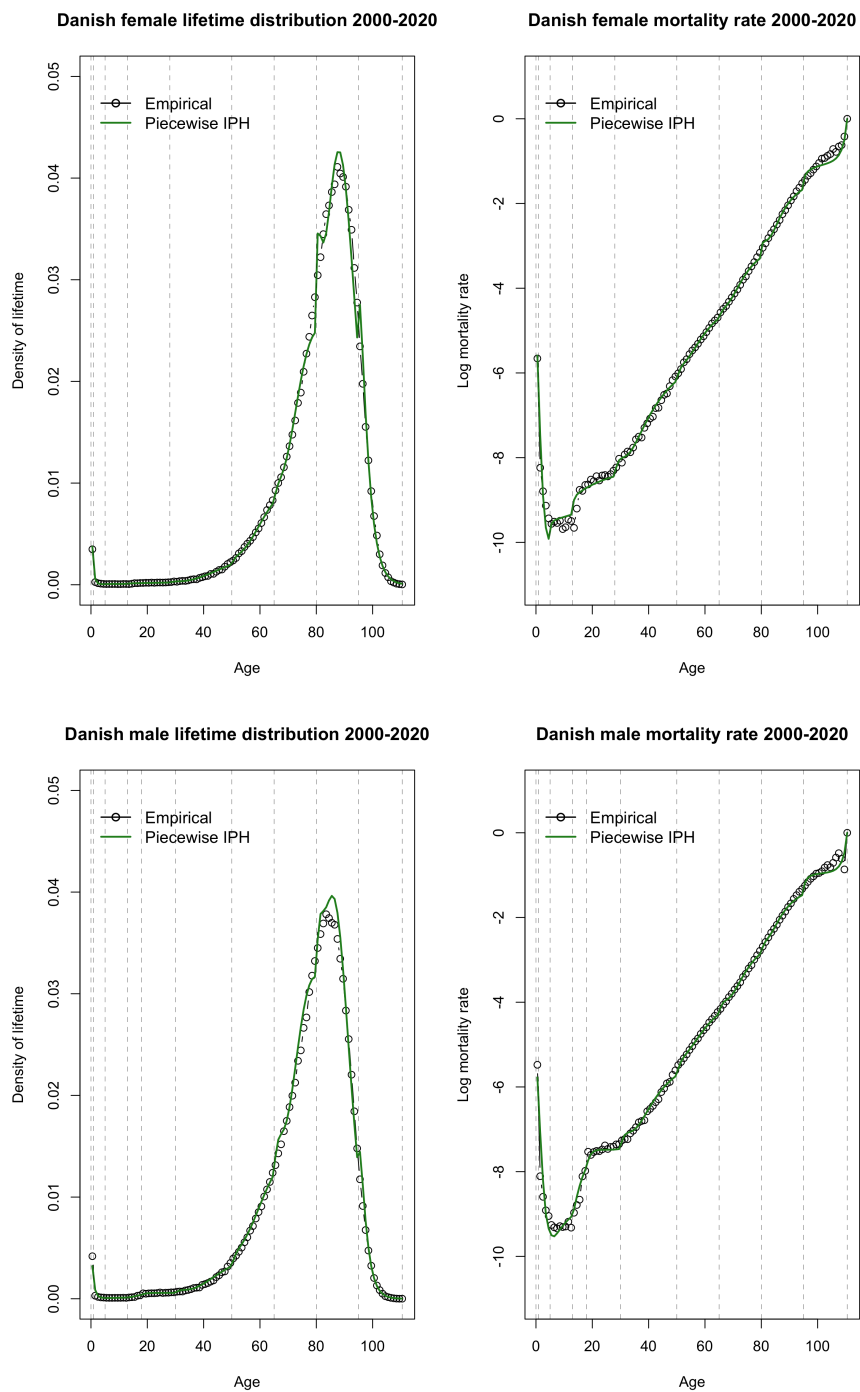 Danish female lifetime distribution 2000-2020
Density of lifetime
0.05
0.04
0.03
0.02
0.01
0.00
Empirical
Piecewise IPH
0 20 40 60 80 100
Age
Danish female mortality rate 2000-2020
Log mortality rate
0
-2
-4
-6
-8
-10
Empirical
Piecewise IPH
0 20 40 60 80 100
Age
Danish male lifetime distribution 2000-2020
Density of lifetime
0.05
0.04
0.03
0.02
0.01
0.00
Empirical
Piecewise IPH
0 20 40 60 80 100
Age
Danish male mortality rate 2000-2020
Log mortality rate
0
-2
-4
-6
-8
-10
Empirical
Piecewise IPH
0 20 40 60 80 100
Age